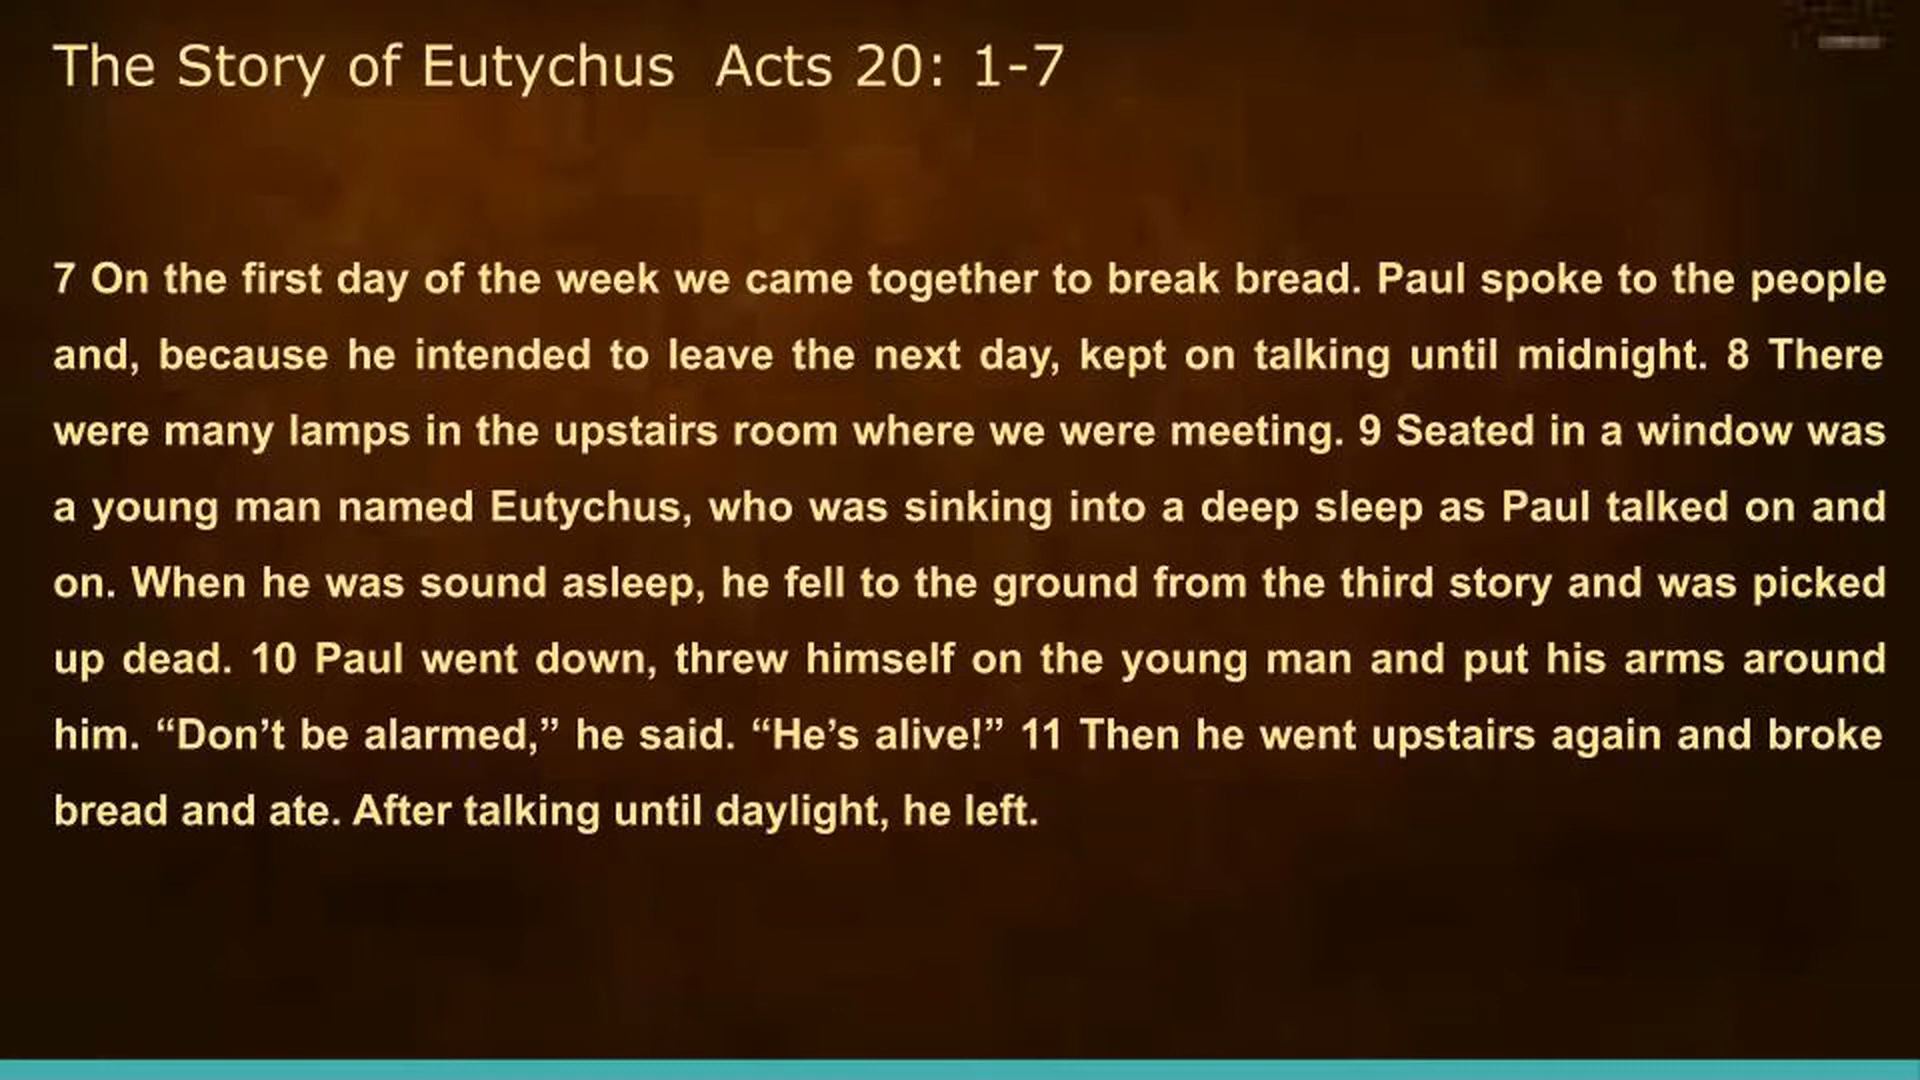 The Story of Eutychus  Acts 20: 1-7
7 On the first day of the week we came together to break bread. Paul spoke to the people
and, because he intended to leave the next day, kept on talking until midnight. 8 There
were many lamps in the upstairs room where we were meeting. 9 Seated in a window was
a young man named Eutychus, who was sinking into a deep sleep as Paul talked on and
on. When he was sound asleep, he fell to the ground from the third story and was picked
up dead. 10 Paul went down, threw himself on the young man and put his arms around
him. “Don’t be alarmed,” he said. “He’s alive!” 11 Then he went upstairs again and broke
bread and ate. After talking until daylight, he left.